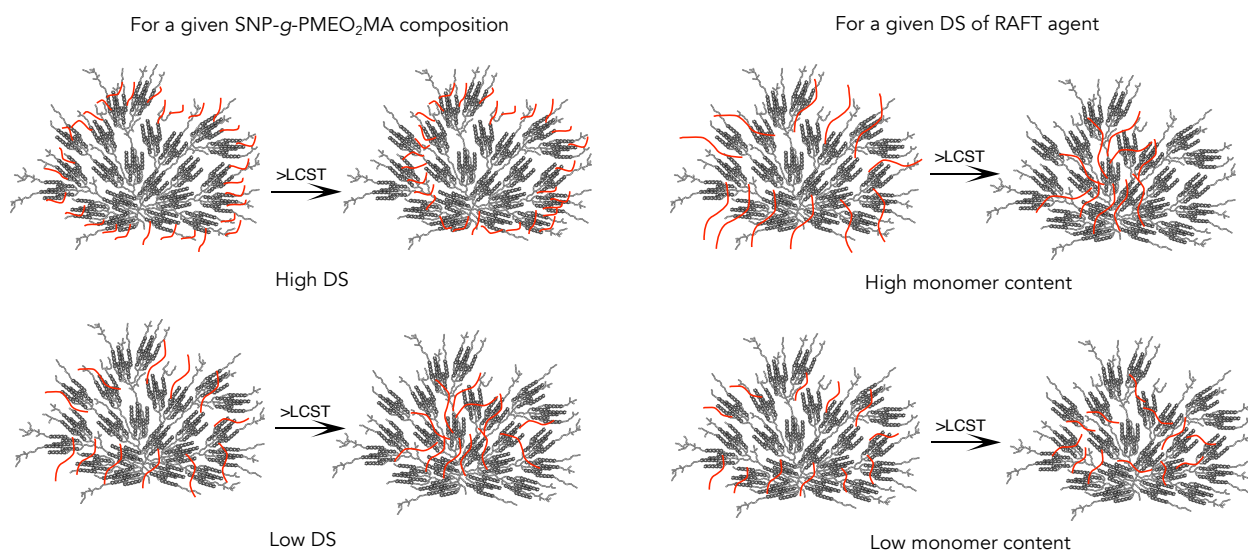 For a given SNP-g-PMEO₂MA composition
>LCST
High DS
>LCST
Low DS
For a given DS of RAFT agent
>LCST
High monomer content
>LCST
Low monomer content